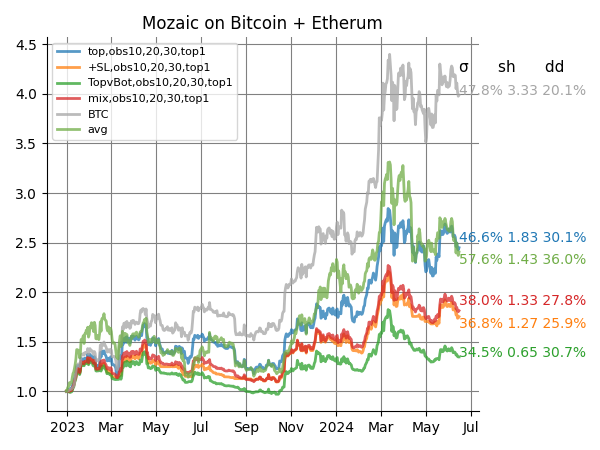 Mozaic on Bitcoin + Etherum
4.5
4.0
3.5
3.0
2.5
2.0
1.5
1.0
top,obs10,20,30,top1
+SL,obs10,20,30,top1
TopvBot,obs10,20,30,top1
mix,obs10,20,30,top1
BTC
avg
σ sh dd
47.8% 3.33 20.1%
46.6% 1.83 30.1%
57.6% 1.43 36.0%
38.0% 1.33 27.8%
36.8% 1.27 25.9%
34.5% 0.65 30.7%
2023 Mar May Jul Sep Nov 2024 Mar May Jul